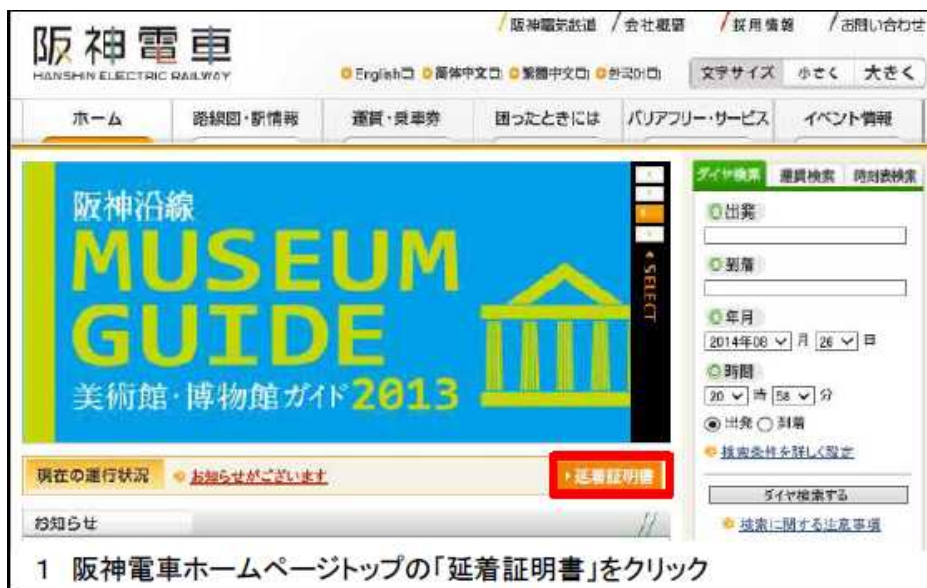 阪神電気鉄道 会社概要 採用情報 お問い合わせ
阪神電車
HANSHIN ELECTRIC RAILWAY
English 简体中文 繁體中文 한국어
文字サイズ 小さく 大きく
ホーム 路線図・駅情報 運賃・乗車券 困ったときには バリアフリー・サービス イベント情報
阪神沿線
MUSEUM
GUIDE
美術館・博物館ガイド2013
SELECT
ダイヤ検索 運賃検索 時刻表検索
出発
到着
年月
2014年08 月 26 日
時間
20 時 58 分
出発 到着
検索条件を詳しく設定
ダイヤ検索する
検索に関する注意事項
現在の運行状況 お知らせがございます 延着証明書
お知らせ
1 阪神電車ホームページトップの「延着証明書」をクリック